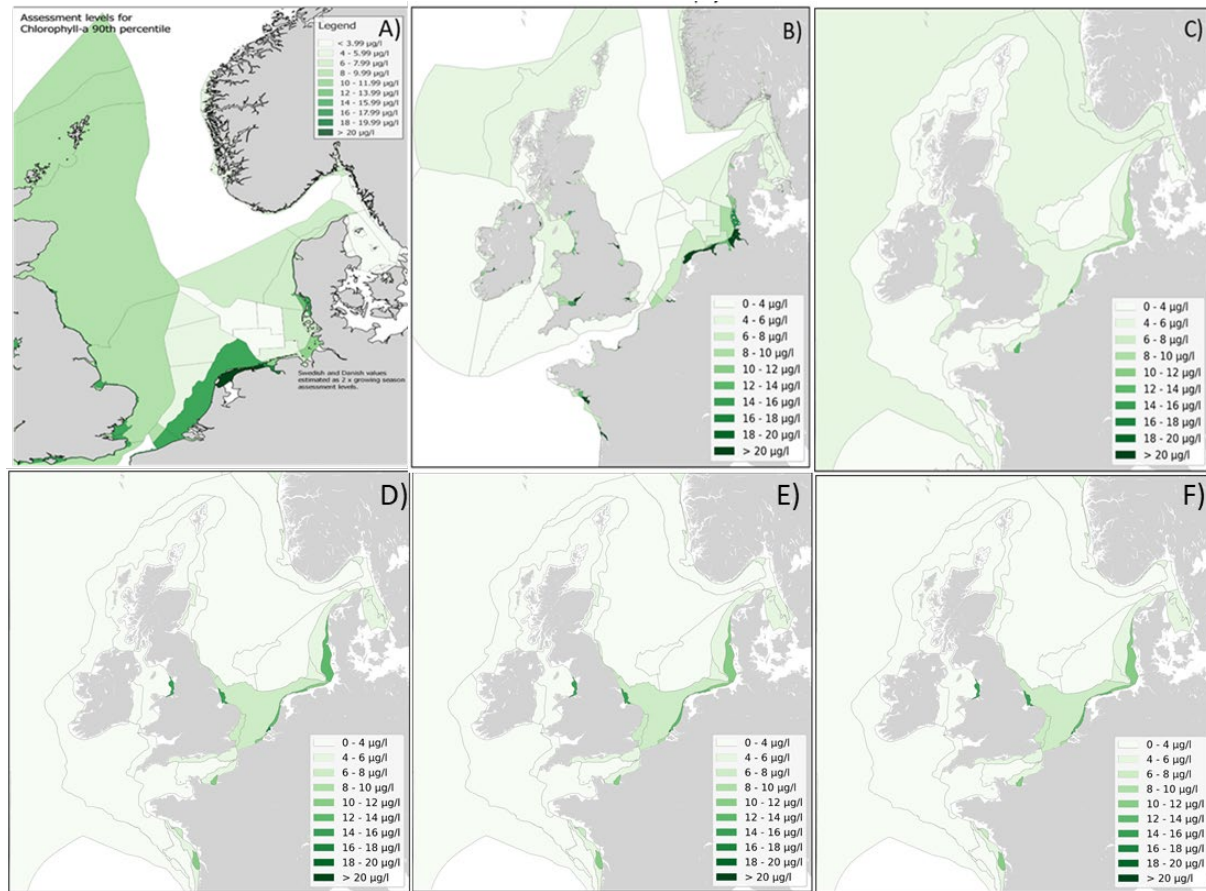 Assessment levels for
Chlorophyll-a 90th percentile
Legend
< 3.99 µg/l
4 - 5.99 µg/l
6 - 7.99 µg/l
8 - 9.99 µg/l
10 - 11.99 µg/l
12 - 13.99 µg/l
14 - 15.99 µg/l
16 - 17.99 µg/l
18 - 19.99 µg/l
> 20 µg/l
A)
Swedish and Danish values
estimated as 2 x growing season
assessment levels.
B)
0 - 4 µg/l
4 - 6 µg/l
6 - 8 µg/l
8 - 10 µg/l
10 - 12 µg/l
12 - 14 µg/l
14 - 16 µg/l
16 - 18 µg/l
18 - 20 µg/l
> 20 µg/l
C)
0 - 4 µg/l
4 - 6 µg/l
6 - 8 µg/l
8 - 10 µg/l
10 - 12 µg/l
12 - 14 µg/l
14 - 16 µg/l
16 - 18 µg/l
18 - 20 µg/l
> 20 µg/l
D)
0 - 4 µg/l
4 - 6 µg/l
6 - 8 µg/l
8 - 10 µg/l
10 - 12 µg/l
12 - 14 µg/l
14 - 16 µg/l
16 - 18 µg/l
18 - 20 µg/l
> 20 µg/l
E)
0 - 4 µg/l
4 - 6 µg/l
6 - 8 µg/l
8 - 10 µg/l
10 - 12 µg/l
12 - 14 µg/l
14 - 16 µg/l
16 - 18 µg/l
18 - 20 µg/l
> 20 µg/l
F)
0 - 4 µg/l
4 - 6 µg/l
6 - 8 µg/l
8 - 10 µg/l
10 - 12 µg/l
12 - 14 µg/l
14 - 16 µg/l
16 - 18 µg/l
18 - 20 µg/l
> 20 µg/l